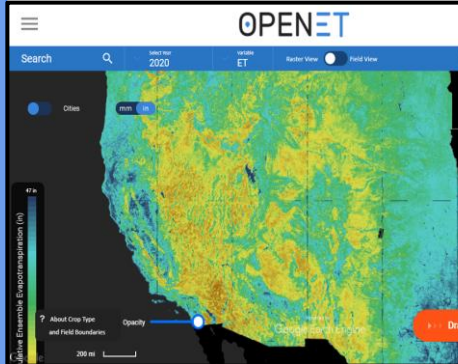 OPENET
Search
Select Year
2020
Variable
ET
Raster View
Field View
Cities
mm
in
47 in
Ensemble Evapotranspiration (in)
? About Crop Type
and Field Boundaries
Opacity
Google Earth Engine
200 mi